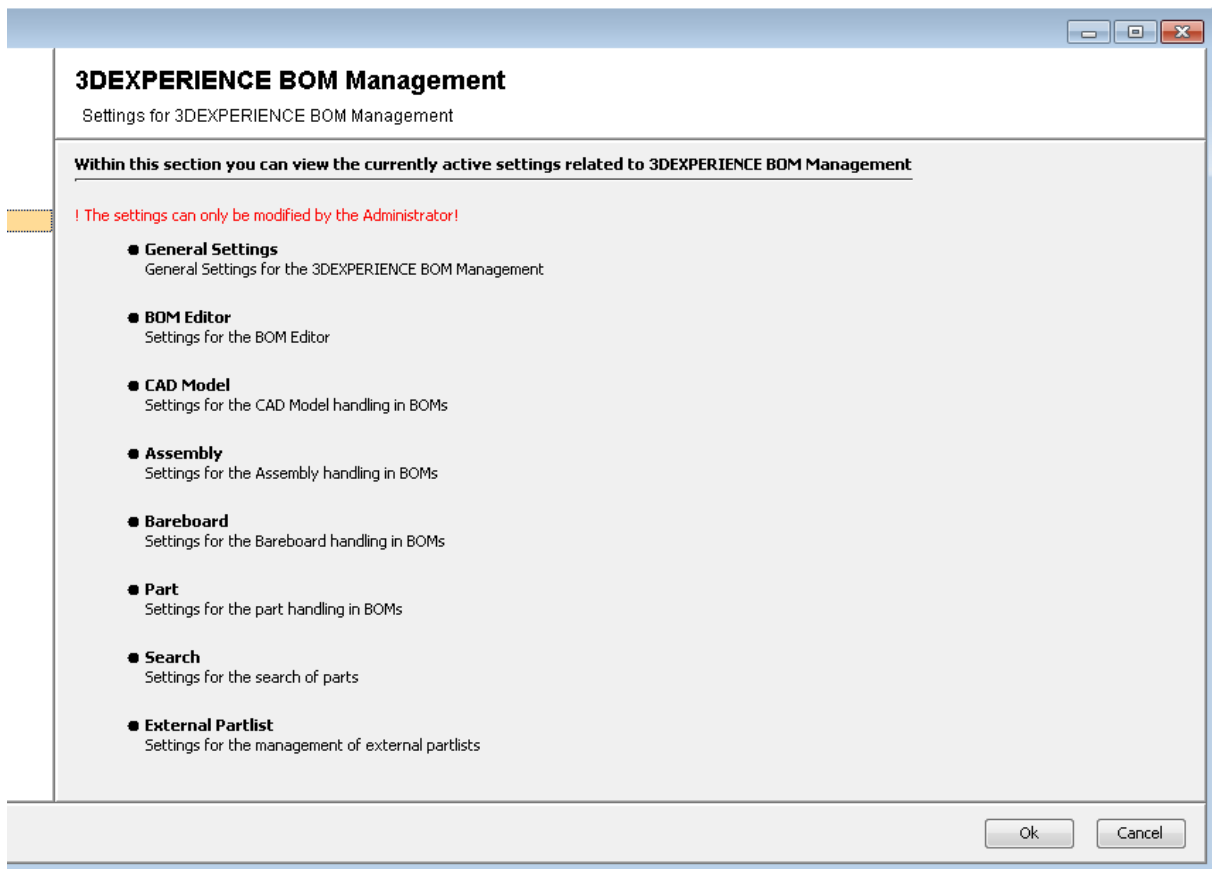 3DEXPERIENCE BOM Management
Settings for 3DEXPERIENCE BOM Management
Within this section you can view the currently active settings related to 3DEXPERIENCE BOM Management
! The settings can only be modified by the Administrator!
General Settings
General Settings for the 3DEXPERIENCE BOM Management
BOM Editor
Settings for the BOM Editor
CAD Model
Settings for the CAD Model handling in BOMs
Assembly
Settings for the Assembly handling in BOMs
Bareboard
Settings for the Bareboard handling in BOMs
Part
Settings for the part handling in BOMs
Search
Settings for the search of parts
External Partlist
Settings for the management of external partlists
Ok
Cancel